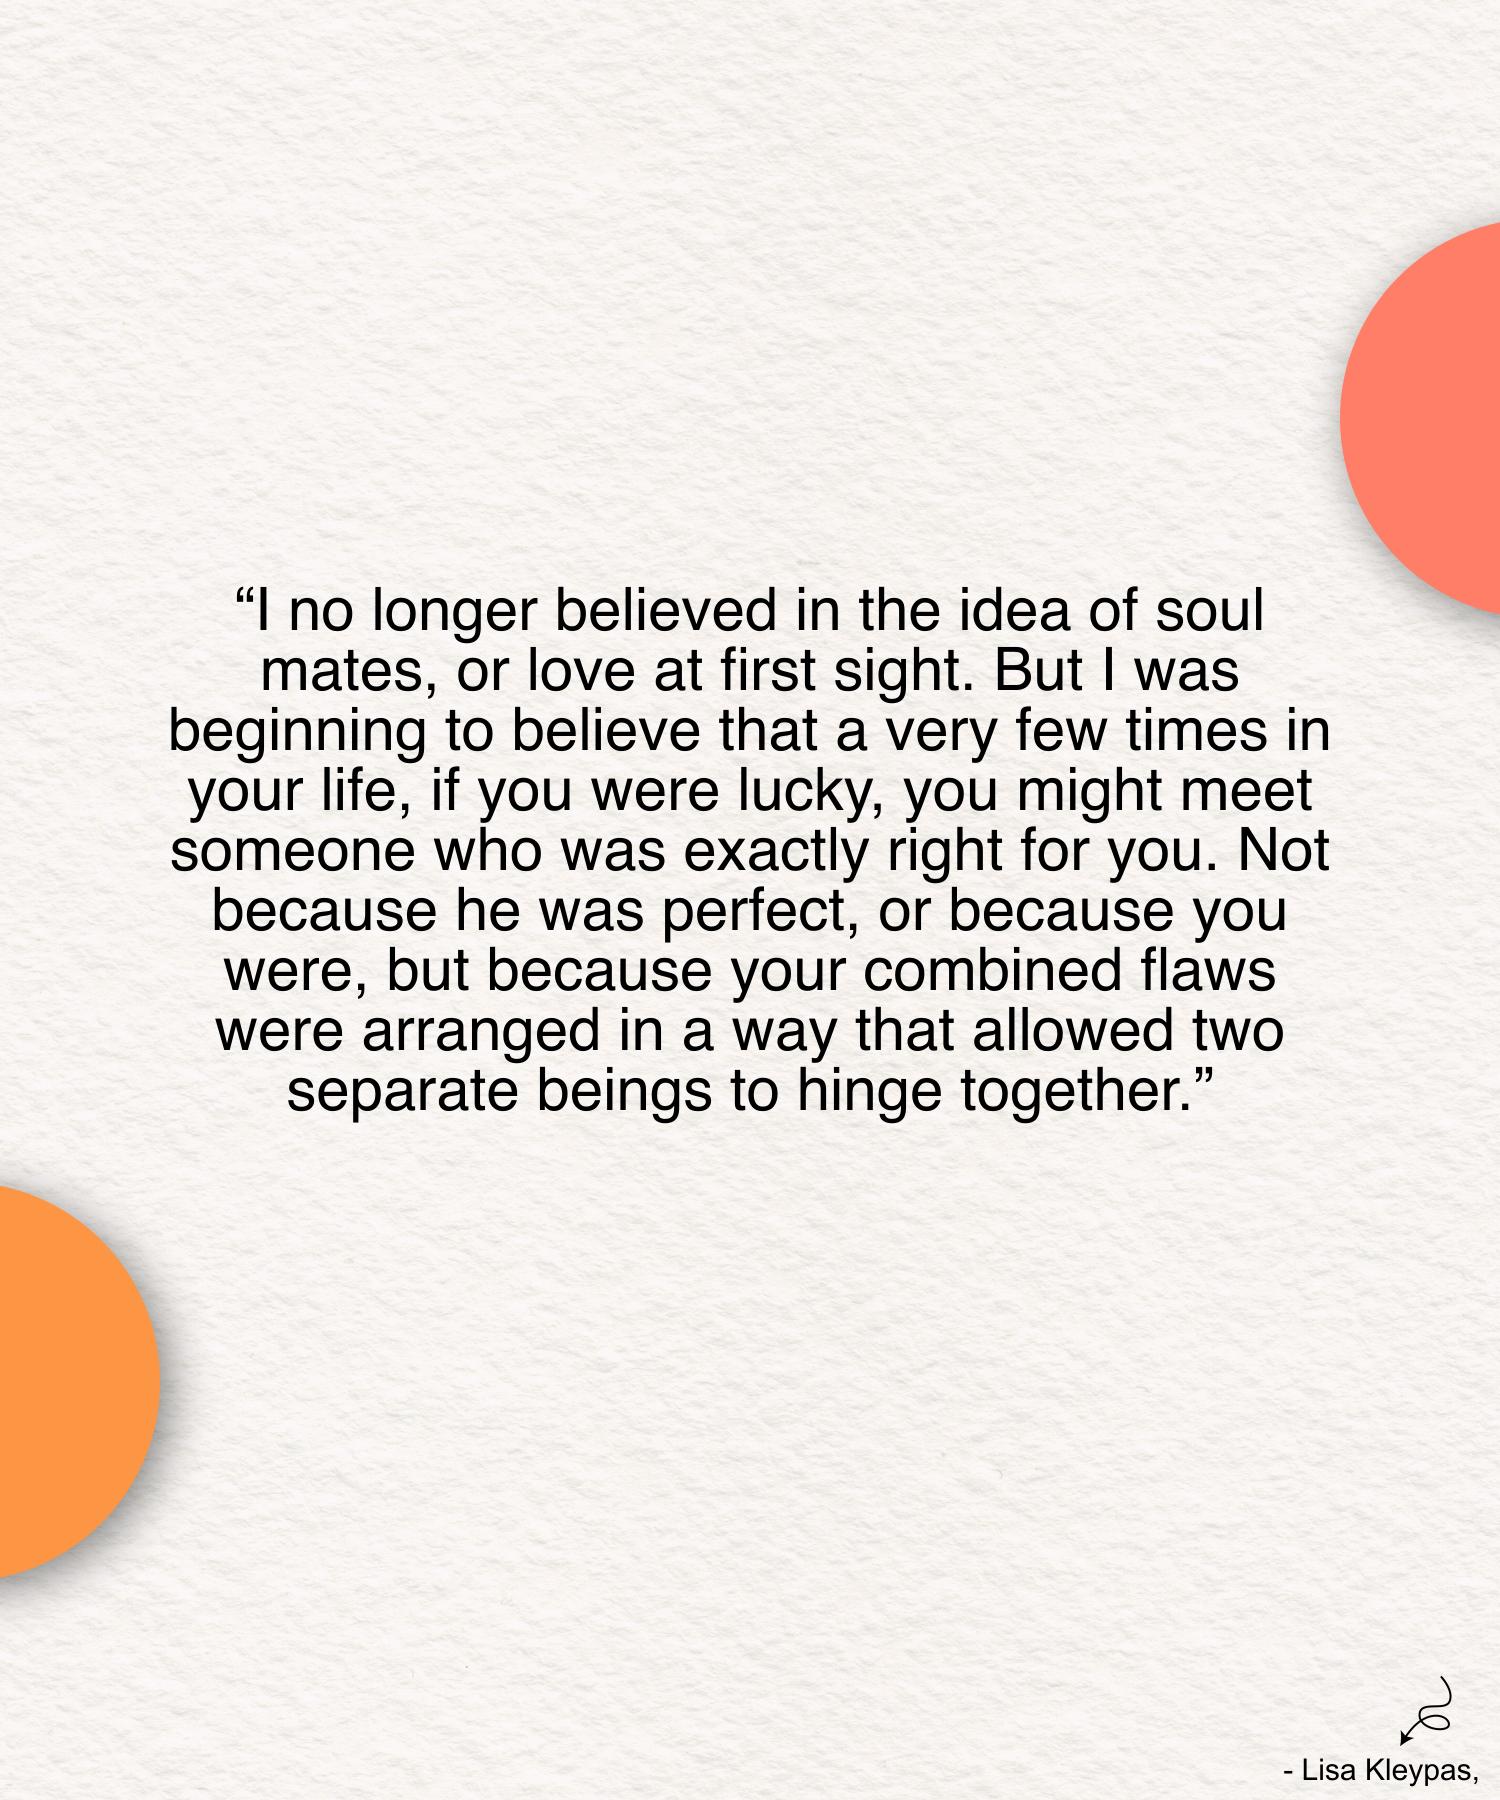 “I no longer believed in the idea of soul
mates, or love at first sight. But I was
beginning to believe that a very few times in
your life, if you were lucky, you might meet
someone who was exactly right for you. Not
because he was perfect, or because you
were, but because your combined flaws
were arranged in a way that allowed two
separate beings to hinge together.”
- Lisa Kleypas,